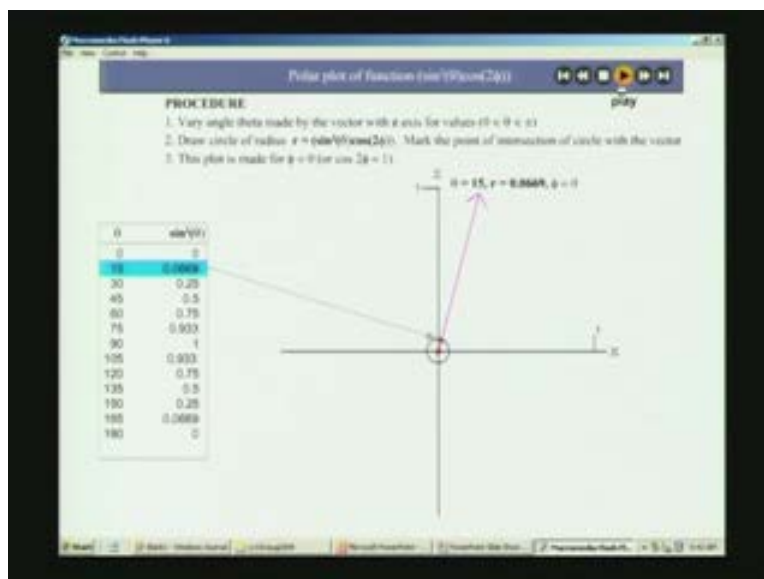 Polar plot of function (sin²(θ)cos(2ϕ))
play
PROCEDURE
1. Vary angle theta made by the vector with z axis for values (0 < θ < π)
2. Draw circle of radius r = (sin²(θ)cos(2ϕ)). Mark the point of intersection of circle with the vector
3. This plot is made for ϕ = 0 (or cos 2ϕ = 1)
Z
1
θ = 15, r = 0.0669, ϕ = 0
θ sin²(θ)
0 0
15 0.0669
30 0.25
45 0.5
60 0.75
75 0.933
90 1
105 0.933
120 0.75
135 0.5
150 0.25
165 0.0669
180 0
1
X